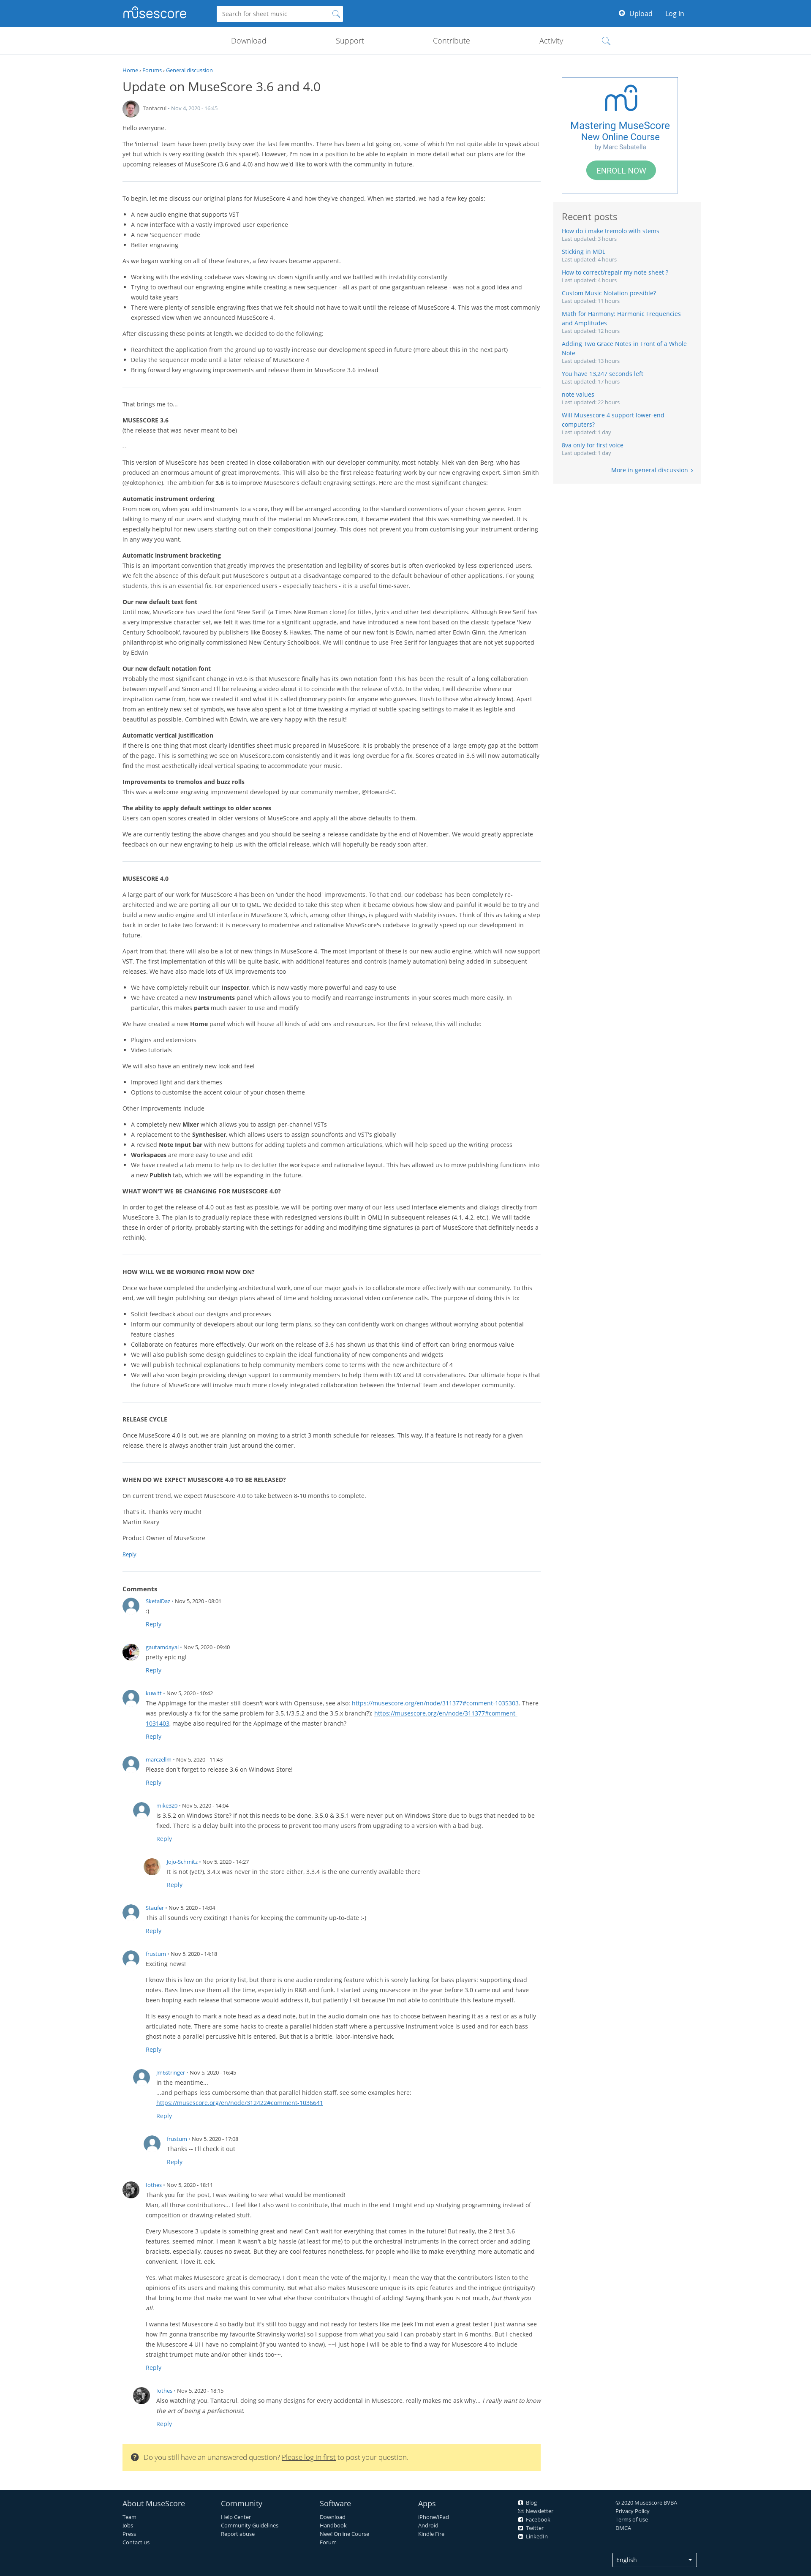 musescore
Search for sheet music
Upload
Log In
Download
Support
Contribute
Activity
Home › Forums › General discussion
Update on MuseScore 3.6 and 4.0
Tantacrul • Nov 4, 2020 - 16:45
Hello everyone.
The 'internal' team have been pretty busy over the last few months. There has been a lot going on, some of which I'm not quite able to speak about
yet but which is very exciting (watch this space!). However, I'm now in a position to be able to explain in more detail what our plans are for the
upcoming releases of MuseScore (3.6 and 4.0) and how we'd like to work with the community in future.
To begin, let me discuss our original plans for MuseScore 4 and how they've changed. When we started, we had a few key goals:
• A new audio engine that supports VST
• A new interface with a vastly improved user experience
• A new 'sequencer' mode
• Better engraving
As we began working on all of these features, a few issues became apparent.
• Working with the existing codebase was slowing us down significantly and we battled with instability constantly
• Trying to overhaul our engraving engine while creating a new sequencer - all as part of one gargantuan release - was not a good idea and
would take years
• There were plenty of sensible engraving fixes that we felt should not have to wait until the release of MuseScore 4. This was the most commonly
expressed view when we announced MuseScore 4.
After discussing these points at length, we decided to do the following:
• Rearchitect the application from the ground up to vastly increase our development speed in future (more about this in the next part)
• Delay the sequencer mode until a later release of MuseScore 4
• Bring forward key engraving improvements and release them in MuseScore 3.6 instead
That brings me to...
MUSESCORE 3.6
(the release that was never meant to be)
--
This version of MuseScore has been created in close collaboration with our developer community, most notably, Niek van den Berg, who has
produced an enormous amount of great improvements. This will also be the first release featuring work by our new engraving expert, Simon Smith
(@oktophonie). The ambition for 3.6 is to improve MuseScore's default engraving settings. Here are the most significant changes:
Automatic instrument ordering
From now on, when you add instruments to a score, they will be arranged according to the standard conventions of your chosen genre. From
talking to many of our users and studying much of the material on MuseScore.com, it became evident that this was something we needed. It is
especially helpful for new users starting out on their compositional journey. This does not prevent you from customising your instrument ordering
in any way you want.
Automatic instrument bracketing
This is an important convention that greatly improves the presentation and legibility of scores but is often overlooked by less experienced users.
We felt the absence of this default put MuseScore's output at a disadvantage compared to the default behaviour of other applications. For young
students, this is an essential fix. For experienced users - especially teachers - it is a useful time-saver.
Our new default text font
Until now, MuseScore has used the font 'Free Serif' (a Times New Roman clone) for titles, lyrics and other text descriptions. Although Free Serif has
a very impressive character set, we felt it was time for a significant upgrade, and have introduced a new font based on the classic typeface 'New
Century Schoolbook', favoured by publishers like Boosey & Hawkes. The name of our new font is Edwin, named after Edwin Ginn, the American
philanthropist who originally commissioned New Century Schoolbook. We will continue to use Free Serif for languages that are not yet supported
by Edwin
Our new default notation font
Probably the most significant change in v3.6 is that MuseScore finally has its own notation font! This has been the result of a long collaboration
between myself and Simon and I'll be releasing a video about it to coincide with the release of v3.6. In the video, I will describe where our
inspiration came from, how we created it and what it is called (honorary points for anyone who guesses. Hush to those who already know). Apart
from an entirely new set of symbols, we have also spent a lot of time tweaking a myriad of subtle spacing settings to make it as legible and
beautiful as possible. Combined with Edwin, we are very happy with the result!
Automatic vertical justification
If there is one thing that most clearly identifies sheet music prepared in MuseScore, it is probably the presence of a large empty gap at the bottom
of the page. This is something we see on MuseScore.com consistently and it was long overdue for a fix. Scores created in 3.6 will now automatically
find the most aesthetically ideal vertical spacing to accommodate your music.
Improvements to tremolos and buzz rolls
This was a welcome engraving improvement developed by our community member, @Howard-C.
The ability to apply default settings to older scores
Users can open scores created in older versions of MuseScore and apply all the above defaults to them.
We are currently testing the above changes and you should be seeing a release candidate by the end of November. We would greatly appreciate
feedback on our new engraving to help us with the official release, which will hopefully be ready soon after.
MUSESCORE 4.0
A large part of our work for MuseScore 4 has been on 'under the hood' improvements. To that end, our codebase has been completely re-
architected and we are porting all our UI to QML. We decided to take this step when it became obvious how slow and painful it would be to try and
build a new audio engine and UI interface in MuseScore 3, which, among other things, is plagued with stability issues. Think of this as taking a step
back in order to take two forward: it is necessary to modernise and rationalise MuseScore's codebase to greatly speed up our development in
future.
Apart from that, there will also be a lot of new things in MuseScore 4. The most important of these is our new audio engine, which will now support
VST. The first implementation of this will be quite basic, with additional features and controls (namely automation) being added in subsequent
releases. We have also made lots of UX improvements too
• We have completely rebuilt our Inspector, which is now vastly more powerful and easy to use
• We have created a new Instruments panel which allows you to modify and rearrange instruments in your scores much more easily. In
particular, this makes parts much easier to use and modify
We have created a new Home panel which will house all kinds of add ons and resources. For the first release, this will include:
• Plugins and extensions
• Video tutorials
We will also have an entirely new look and feel
• Improved light and dark themes
• Options to customise the accent colour of your chosen theme
Other improvements include
• A completely new Mixer which allows you to assign per-channel VSTs
• A replacement to the Synthesiser, which allows users to assign soundfonts and VST's globally
• A revised Note Input bar with new buttons for adding tuplets and common articulations, which will help speed up the writing process
• Workspaces are more easy to use and edit
• We have created a tab menu to help us to declutter the workspace and rationalise layout. This has allowed us to move publishing functions into
a new Publish tab, which we will be expanding in the future.
WHAT WON'T WE BE CHANGING FOR MUSESCORE 4.0?
In order to get the release of 4.0 out as fast as possible, we will be porting over many of our less used interface elements and dialogs directly from
MuseScore 3. The plan is to gradually replace these with redesigned versions (built in QML) in subsequent releases (4.1, 4.2, etc.). We will tackle
these in order of priority, probably starting with the settings for adding and modifying time signatures (a part of MuseScore that definitely needs a
rethink).
HOW WILL WE BE WORKING FROM NOW ON?
Once we have completed the underlying architectural work, one of our major goals is to collaborate more effectively with our community. To this
end, we will begin publishing our design plans ahead of time and holding occasional video conference calls. The purpose of doing this is to:
• Solicit feedback about our designs and processes
• Inform our community of developers about our long-term plans, so they can confidently work on changes without worrying about potential
feature clashes
• Collaborate on features more effectively. Our work on the release of 3.6 has shown us that this kind of effort can bring enormous value
• We will also publish some design guidelines to explain the ideal functionality of new components and widgets
• We will publish technical explanations to help community members come to terms with the new architecture of 4
• We will also soon begin providing design support to community members to help them with UX and UI considerations. Our ultimate hope is that
the future of MuseScore will involve much more closely integrated collaboration between the 'internal' team and developer community.
RELEASE CYCLE
Once MuseScore 4.0 is out, we are planning on moving to a strict 3 month schedule for releases. This way, if a feature is not ready for a given
release, there is always another train just around the corner.
WHEN DO WE EXPECT MUSESCORE 4.0 TO BE RELEASED?
On current trend, we expect MuseScore 4.0 to take between 8-10 months to complete.
That's it. Thanks very much!
Martin Keary
Product Owner of MuseScore
Reply
Comments
SketalDaz • Nov 5, 2020 - 08:01
:]
Reply
gautamdayal • Nov 5, 2020 - 09:40
pretty epic ngl
Reply
kuwitt • Nov 5, 2020 - 10:42
The AppImage for the master still doesn't work with Opensuse, see also: https://musescore.org/en/node/311377#comment-1035303. There
was previously a fix for the same problem for 3.5.1/3.5.2 and the 3.5.x branch(?): https://musescore.org/en/node/311377#comment-
1031403, maybe also required for the AppImage of the master branch?
Reply
marczellm • Nov 5, 2020 - 11:43
Please don't forget to release 3.6 on Windows Store!
Reply
mike320 • Nov 5, 2020 - 14:04
Is 3.5.2 on Windows Store? If not this needs to be done. 3.5.0 & 3.5.1 were never put on Windows Store due to bugs that needed to be
fixed. There is a delay built into the process to prevent too many users from upgrading to a version with a bad bug.
Reply
Jojo-Schmitz • Nov 5, 2020 - 14:27
It is not (yet?), 3.4.x was never in the store either, 3.3.4 is the one currently available there
Reply
Staufer • Nov 5, 2020 - 14:04
This all sounds very exciting! Thanks for keeping the community up-to-date :-)
Reply
frustum • Nov 5, 2020 - 14:18
Exciting news!
I know this is low on the priority list, but there is one audio rendering feature which is sorely lacking for bass players: supporting dead
notes. Bass lines use them all the time, especially in R&B and funk. I started using musescore in the year before 3.0 came out and have
been hoping each release that someone would address it, but patiently I sit because I'm not able to contribute this feature myself.
It is easy enough to mark a note head as a dead note, but in the audio domain one has to choose between hearing it as a rest or as a fully
articulated note. There are some hacks to create a parallel hidden staff where a percussive instrument voice is used and for each bass
ghost note a parallel percussive hit is entered. But that is a brittle, labor-intensive hack.
Reply
Jm6stringer • Nov 5, 2020 - 16:45
In the meantime...
...and perhaps less cumbersome than that parallel hidden staff, see some examples here:
https://musescore.org/en/node/312422#comment-1036641
Reply
frustum • Nov 5, 2020 - 17:08
Thanks -- I'll check it out
Reply
Iothes • Nov 5, 2020 - 18:11
Thank you for the post, I was waiting to see what would be mentioned!
Man, all those contributions... I feel like I also want to contribute, that much in the end I might end up studying programming instead of
composition or drawing-related stuff.
Every Musescore 3 update is something great and new! Can't wait for everything that comes in the future! But really, the 2 first 3.6
features, seemed minor, I mean it wasn't a big hassle (at least for me) to put the orchestral instruments in the correct order and adding
brackets, especially, causes no sweat. But they are cool features nonetheless, for people who like to make everything more automatic and
convenient. I love it. eek.
Yes, what makes Musescore great is democracy, I don't mean the vote of the majority, I mean the way that the contributors listen to the
opinions of users and making this community. But what also makes Musescore unique is its epic features and the intrigue (intriguity?)
that bring to me that make me want to see what else those contributors thought of adding! Saying thank you is not much, but thank you
all.
I wanna test Musescore 4 so badly but it's still too buggy and not ready for testers like me (eek I'm not even a great tester I just wanna see
how I'm gonna transcribe my favourite Stravinsky works) so I suppose from what you said I can probably start in 6 months. But I checked
the Musescore 4 UI I have no complaint (if you wanted to know). ~~I just hope I will be able to find a way for Musescore 4 to include
straight trumpet mute and/or other kinds too~~.
Reply
Iothes • Nov 5, 2020 - 18:15
Also watching you, Tantacrul, doing so many designs for every accidental in Musescore, really makes me ask why... I really want to know
the art of being a perfectionist.
Reply
Do you still have an unanswered question? Please log in first to post your question.
Mastering MuseScore
New Online Course
by Marc Sabatella
ENROLL NOW
Recent posts
How do i make tremolo with stems
Last updated: 3 hours
Sticking in MDL
Last updated: 4 hours
How to correct/repair my note sheet ?
Last updated: 4 hours
Custom Music Notation possible?
Last updated: 11 hours
Math for Harmony: Harmonic Frequencies
and Amplitudes
Last updated: 12 hours
Adding Two Grace Notes in Front of a Whole
Note
Last updated: 13 hours
You have 13,247 seconds left
Last updated: 17 hours
note values
Last updated: 22 hours
Will Musescore 4 support lower-end
computers?
Last updated: 1 day
8va only for first voice
Last updated: 1 day
More in general discussion ›
About MuseScore
Team
Jobs
Press
Contact us
Community
Help Center
Community Guidelines
Report abuse
Software
Download
Handbook
New! Online Course
Forum
Apps
iPhone/iPad
Android
Kindle Fire
Blog
Newsletter
Facebook
Twitter
LinkedIn
© 2020 MuseScore BVBA
Privacy Policy
Terms of Use
DMCA
English